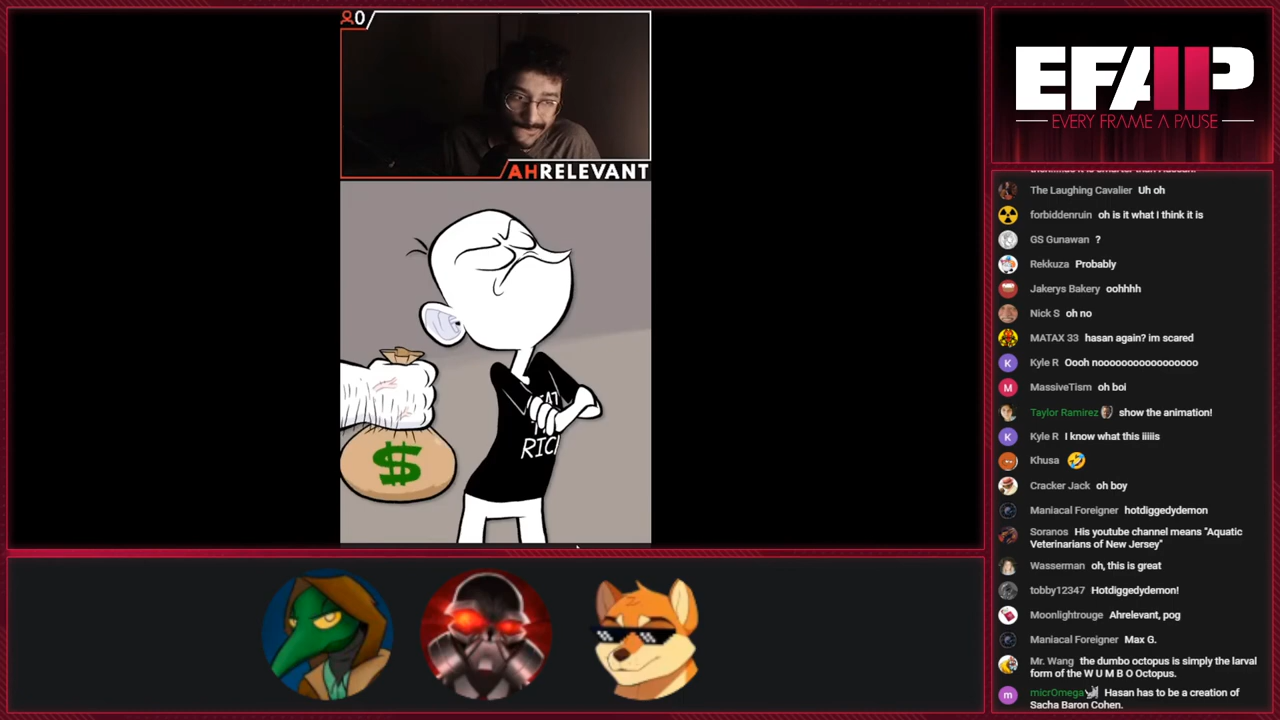 0
AHRELEVANT
RIC
$
EFAP
EVERY FRAME A PAUSE
The Laughing Cavalier Uh oh
forbiddenruin oh is it what I think it is
GS Gunawan ?
Rekkuza Probably
Jakerys Bakery oohhhh
Nick S oh no
MATAX 33 hasan again? im scared
K Kyle R Oooh nooooooooooooooooo
M MassiveTism oh boi
Taylor Ramirez show the animation!
K Kyle R I know what this iiiiis
Khusa 🤣
Cracker Jack oh boy
Maniacal Foreigner hotdiggedydemon
Soranos His youtube channel means "Aquatic
Veterinarians of New Jersey"
Wasserman oh, this is great
tobby12347 Hotdiggedydemon!
Moonlightrouge Ahrelevant, pog
Maniacal Foreigner Max G.
Mr. Wang the dumbo octopus is simply the larval
form of the W U M B O Octopus.
m micrOmega Hasan has to be a creation of
Sacha Baron Cohen.